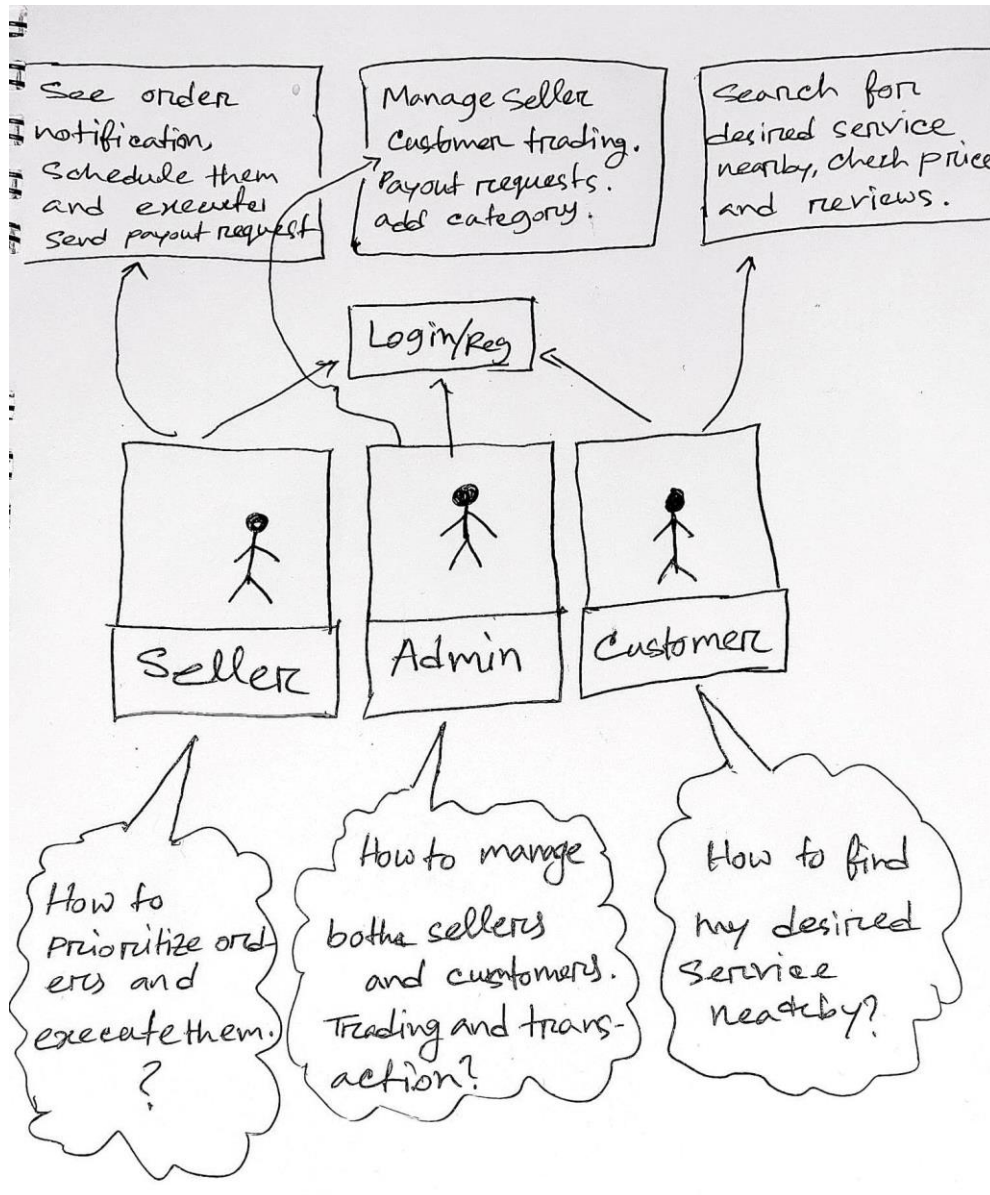 See order
notification,
Schedule them
and execute
send payout request
Manage Seller
Customer trading.
Payout requests.
add category.
Search for
desired service
nearby, check price
and reviews.
Login/Reg
Seller
Admin
Customer
How to
Prioritize ord-
ers and
execute them.
?
How to manage
both sellers
and customers.
Trading and trans-
action?
How to find
my desired
service
nearby?